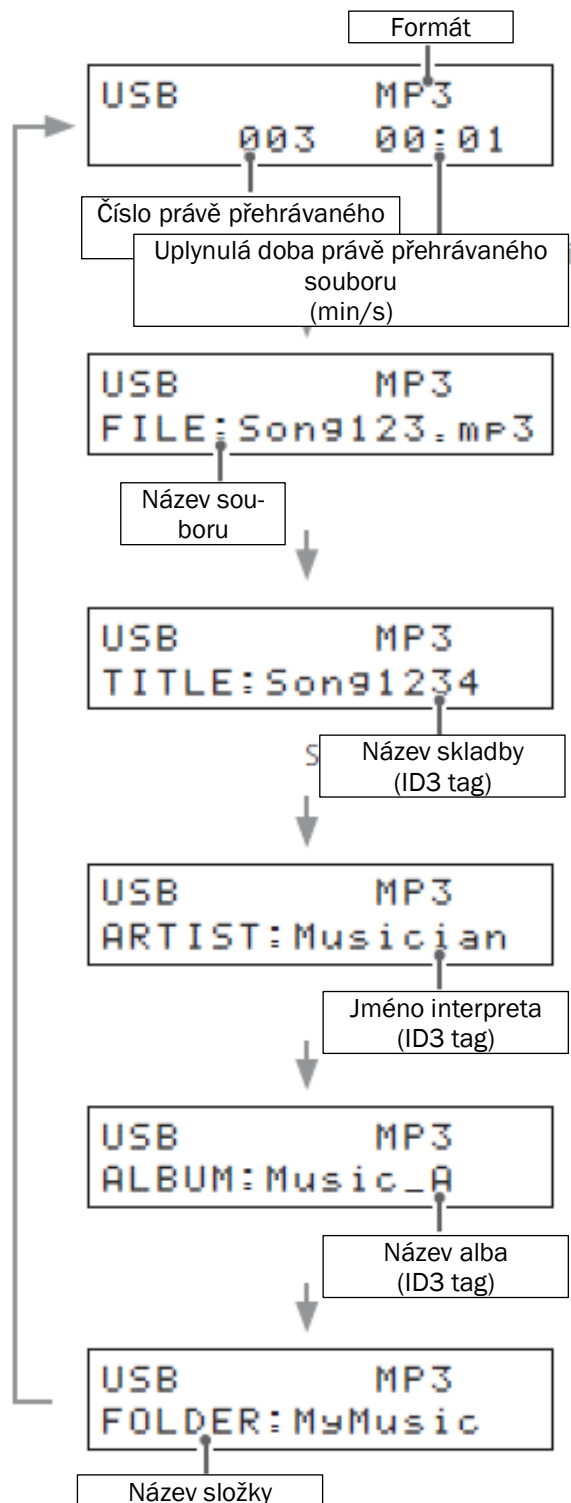 Formát
USB MP3
003 00:01
Číslo právě přehrávaného
Uplynulá doba právě přehrávaného
souboru
(min/s)
USB MP3
FILE:Song123.mp3
Název sou-
boru
USB MP3
TITLE:Song1234
S
Název skladby
(ID3 tag)
USB MP3
ARTIST:Musician
Jméno interpreta
(ID3 tag)
USB MP3
ALBUM:Music_A
Název alba
(ID3 tag)
USB MP3
FOLDER:MyMusic
Název složky